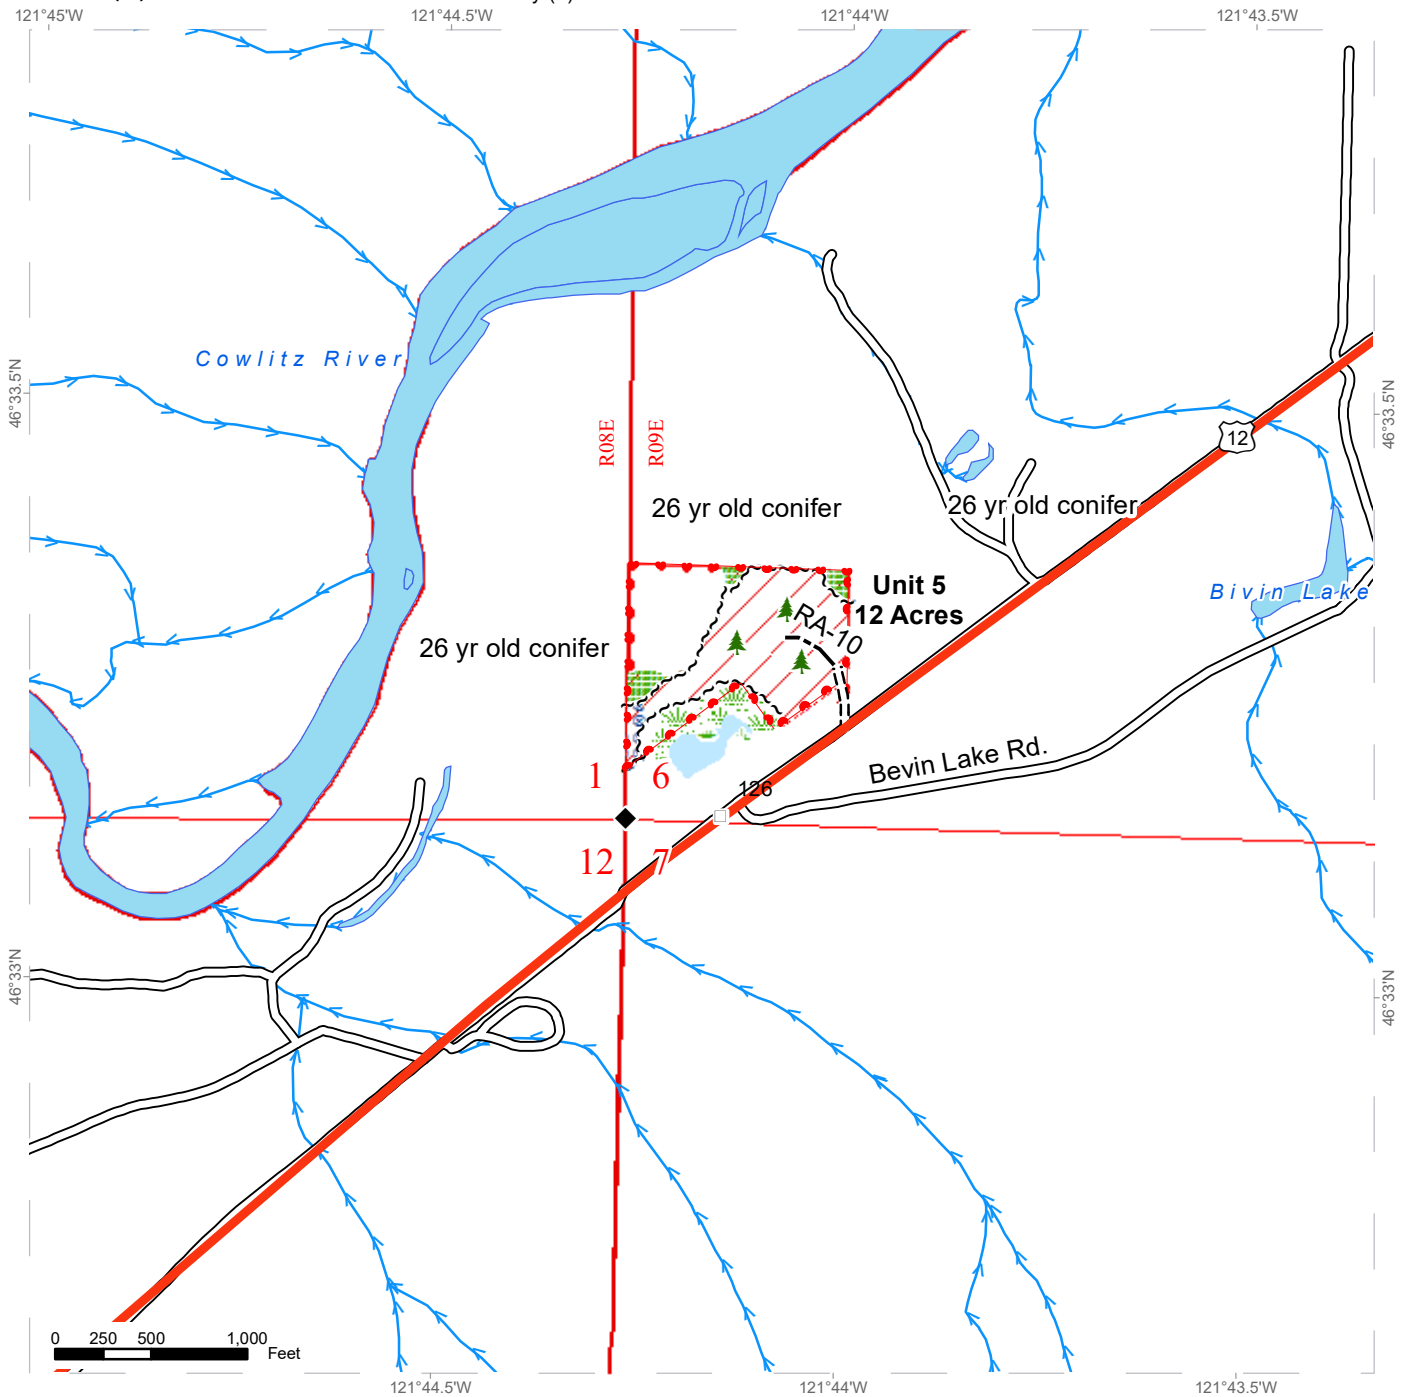 121°45'W
121°44.5'W
121°44'W
121°43.5'W
Cowlitz River
46°33.5'N
46°33.5'N
R08E
R09E
12
26 yr old conifer
26 yr old conifer
Unit 5
12 Acres
Bivin Lake
RA-10
26 yr old conifer
Bevin Lake Rd.
1
6
126
12
7
46°33'N
46°33'N
0 250 500 1,000
Feet
121°44.5'W
121°44'W
121°43.5'W